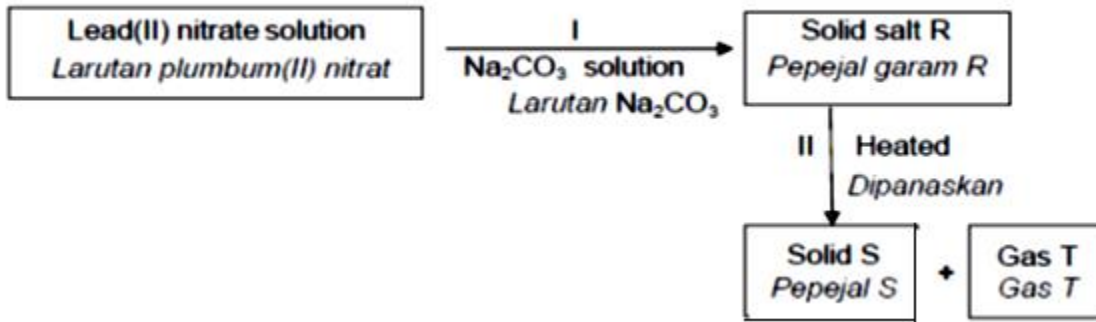 Lead(II) nitrate solution
Larutan plumbum(II) nitrat
I
Na₂CO₃ solution
Larutan Na₂CO₃
Solid salt R
Pepejal garam R
II Heated
Dipanaskan
Solid S
Pepejal S
+
Gas T
Gas T